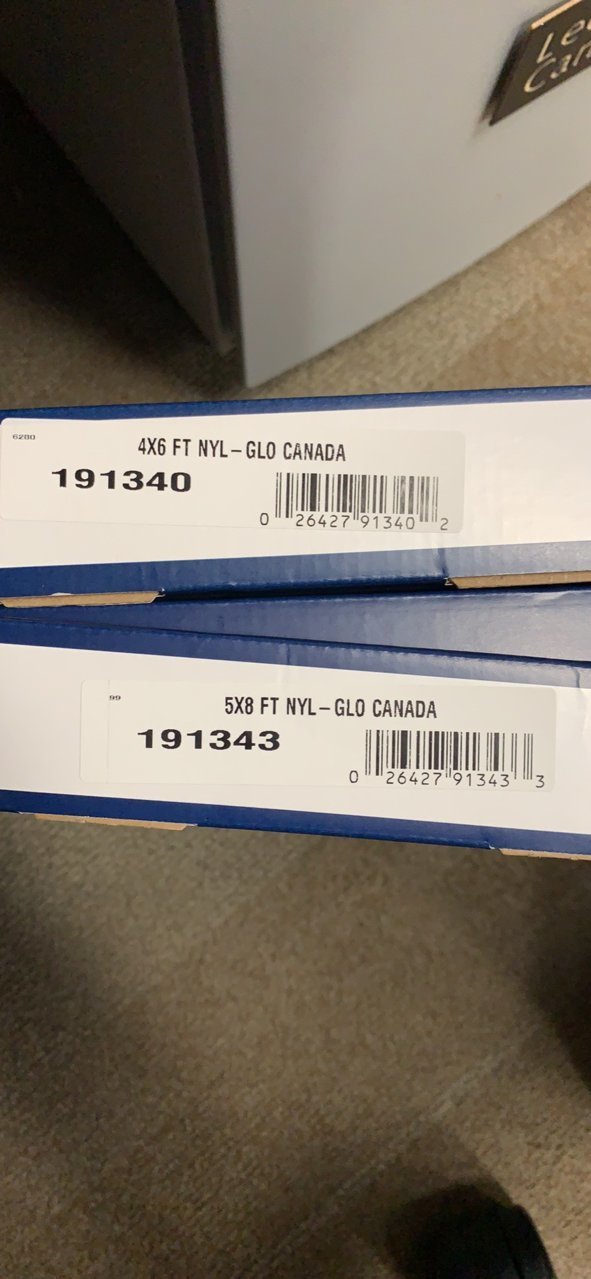 6280
4X6 FT NYL-GLO CANADA
191340
0 26427 91340 2
99
5X8 FT NYL-GLO CANADA
191343
0 26427 91343 3